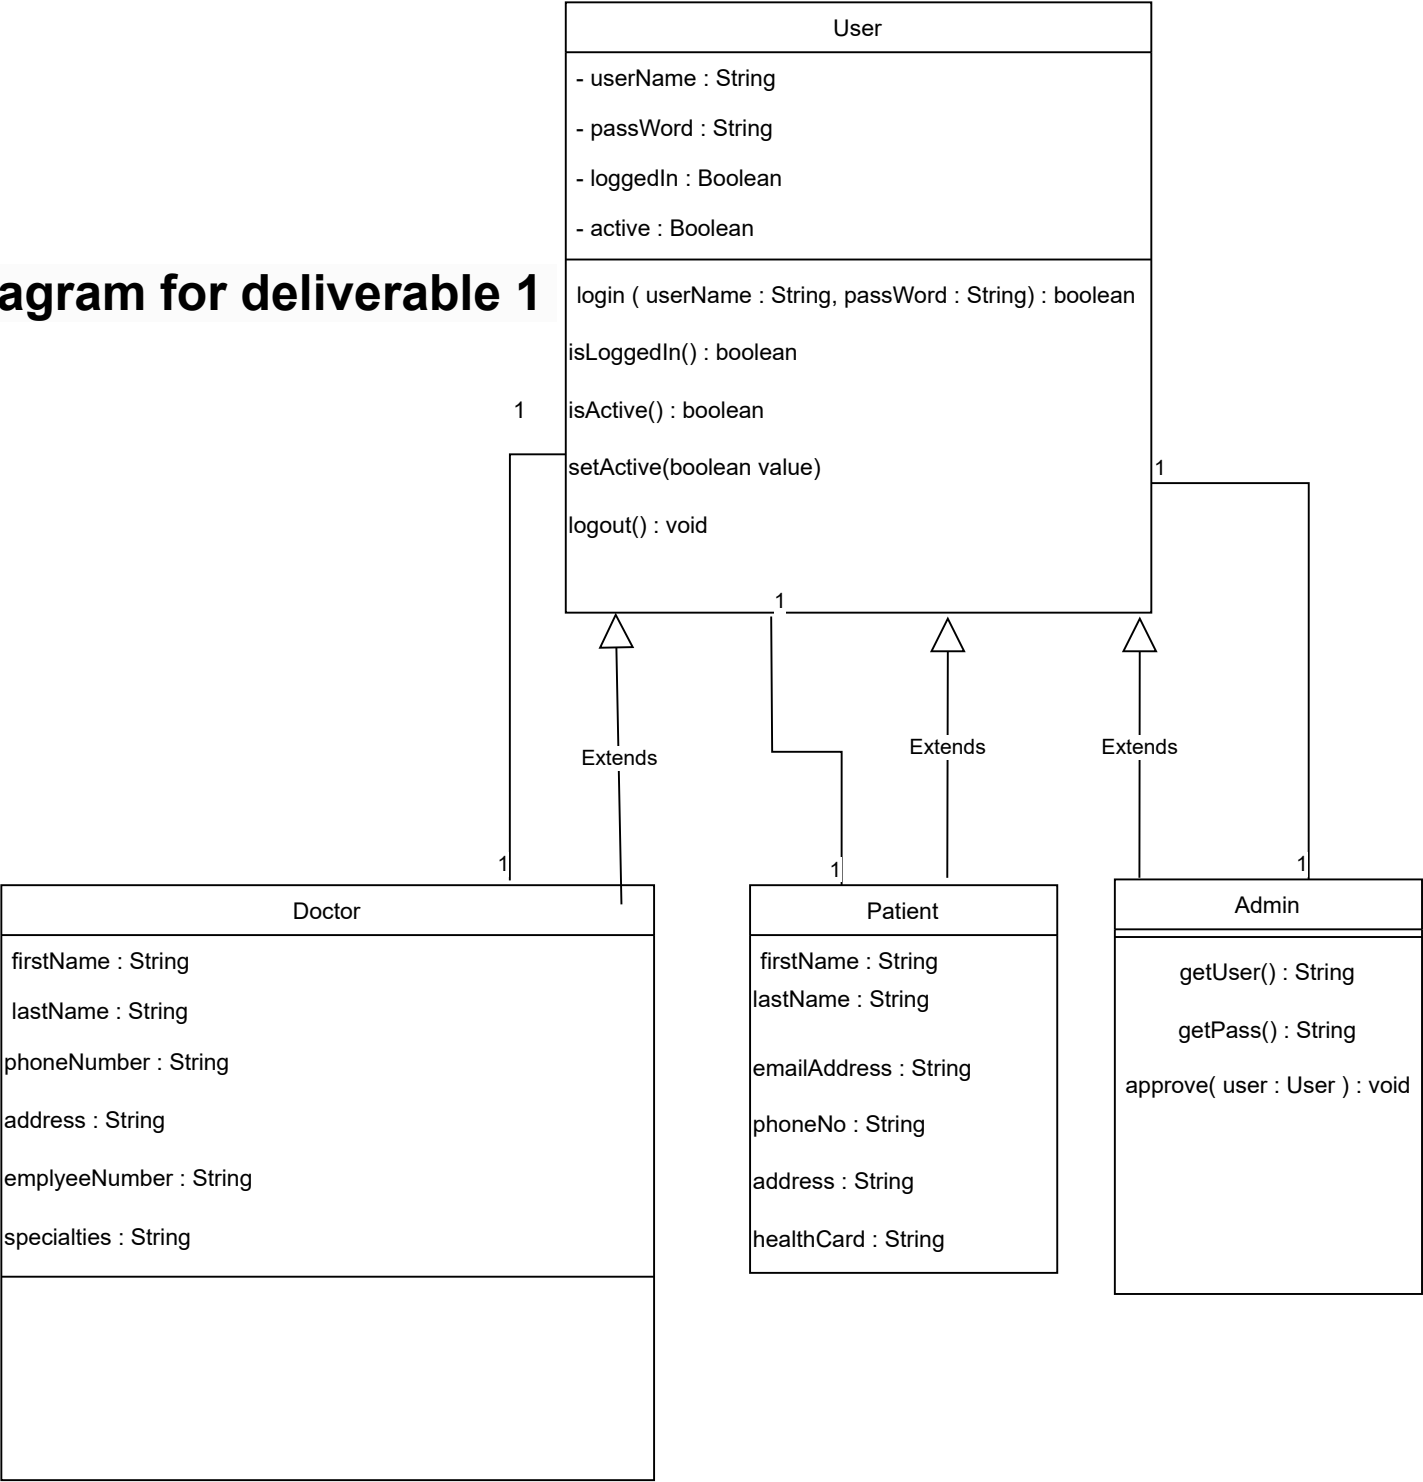 User
- userName : String
- passWord : String
- loggedIn : Boolean
- active : Boolean
agram for deliverable 1
login ( userName : String, passWord : String) : boolean
isLoggedIn() : boolean
isActive() : boolean
setActive(boolean value)
logout() : void
1
1
1
Extends
Extends
Extends
1
1
1
Doctor
firstName : String
lastName : String
phoneNumber : String
address : String
emplyeeNumber : String
specialties : String
Patient
firstName : String
lastName : String
emailAddress : String
phoneNo : String
address : String
healthCard : String
Admin
getUser() : String
getPass() : String
approve( user : User ) : void